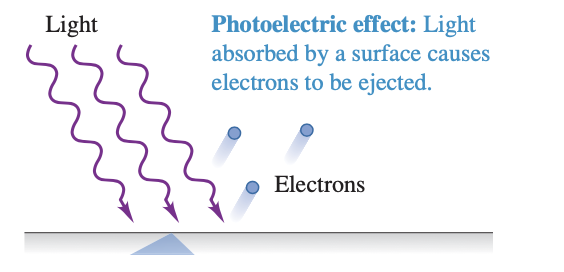 Light
Photoelectric effect: Light
absorbed by a surface causes
electrons to be ejected.
Electrons